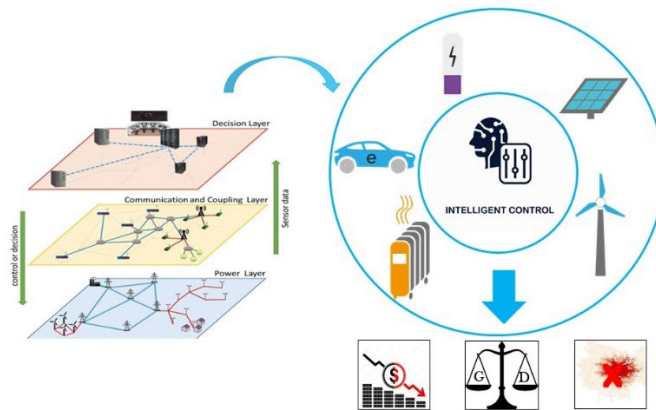 Decision Layer
Communication and Coupling Layer
Power Layer
control or decision
Sensor data
e
INTELLIGENT CONTROL
$
G D